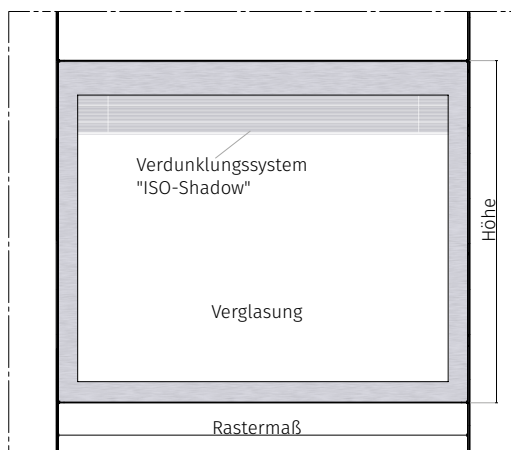 Verdunklungssystem
"ISO-Shadow"
Höhe
Verglasung
Rastermaß